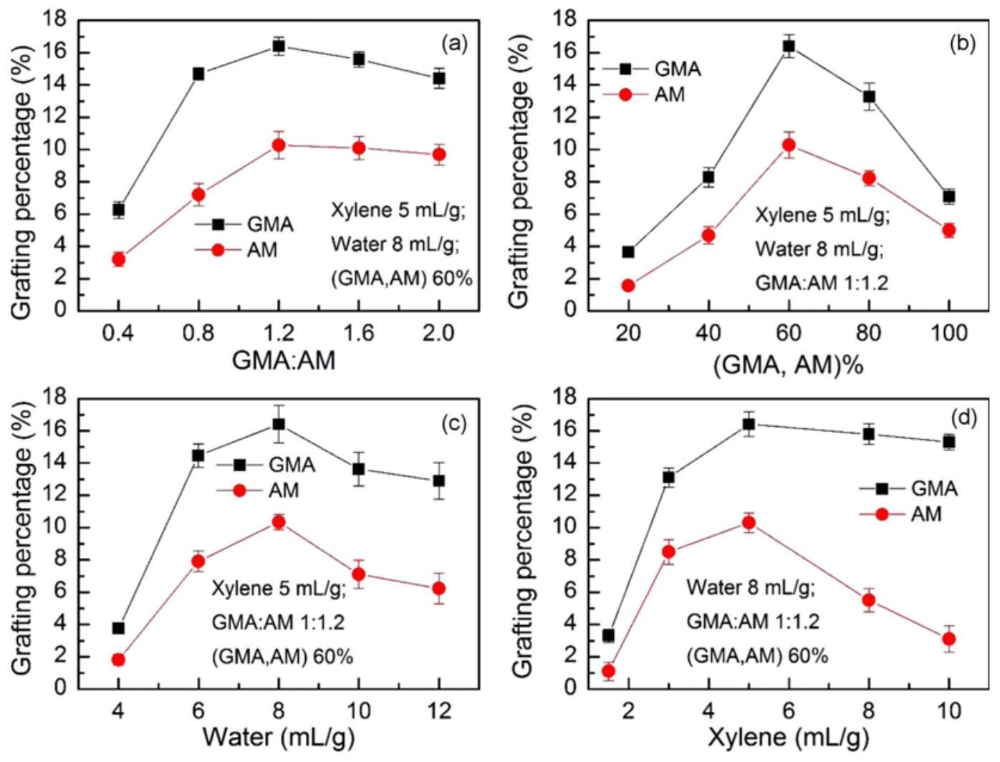 (a)
Grafting percentage (%)
18
16
14
12
10
8
6
4
2
0
GMA
AM
Xylene 5 mL/g;
Water 8 mL/g;
(GMA,AM) 60%
0.4 0.8 1.2 1.6 2.0
GMA:AM
(b)
Grafting percentage (%)
18
16
14
12
10
8
6
4
2
0
GMA
AM
Xylene 5 mL/g;
Water 8 mL/g;
GMA:AM 1:1.2
20 40 60 80 100
(GMA, AM)%
(c)
Grafting percentage (%)
18
16
14
12
10
8
6
4
2
0
GMA
AM
Xylene 5 mL/g;
GMA:AM 1:1.2
(GMA,AM) 60%
4 6 8 10 12
Water (mL/g)
(d)
Grafting percentage (%)
18
16
14
12
10
8
6
4
2
0
GMA
AM
Water 8 mL/g;
GMA:AM 1:1.2
(GMA,AM) 60%
2 4 6 8 10
Xylene (mL/g)